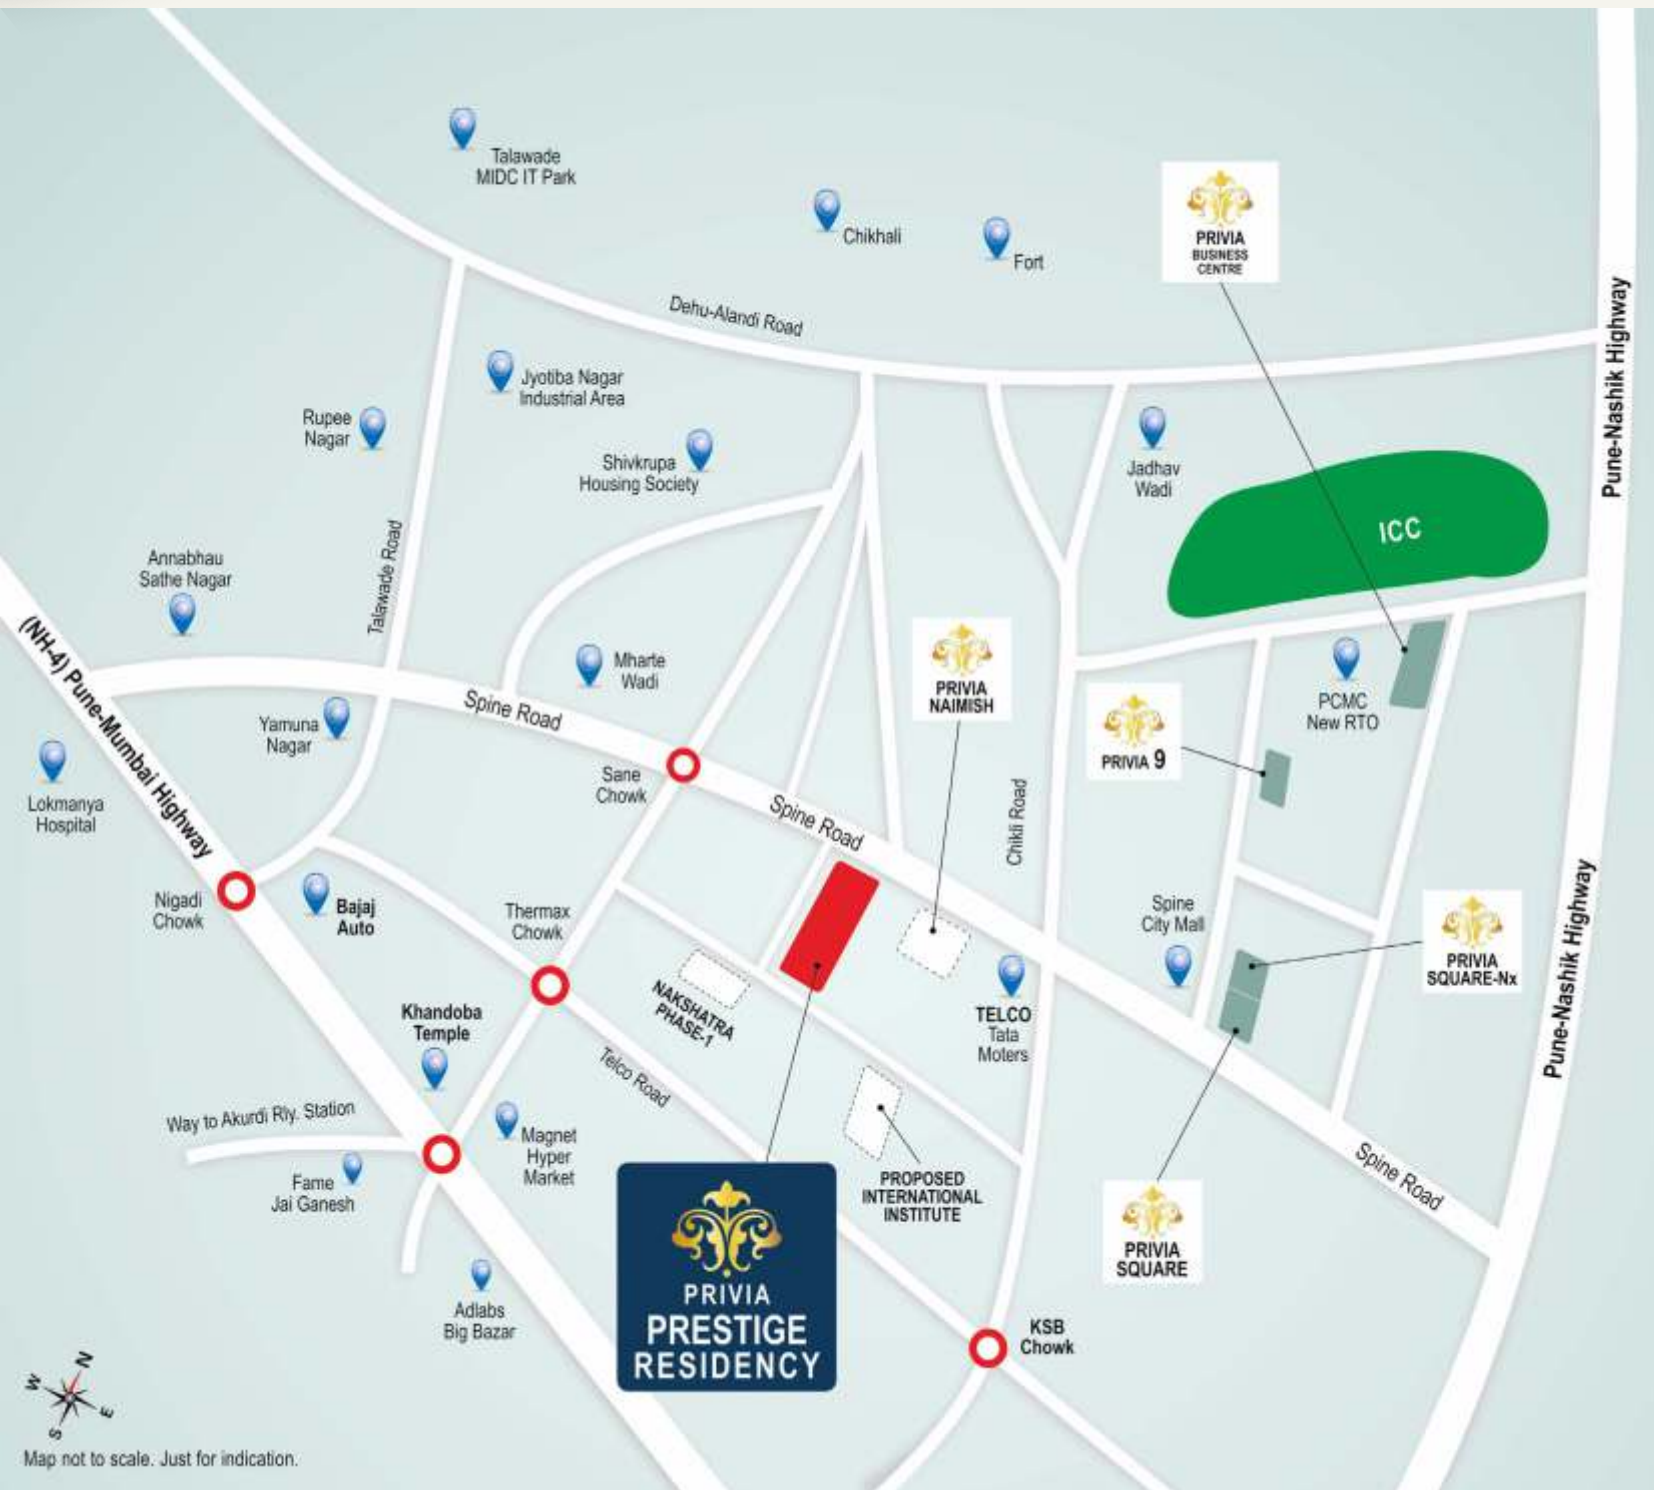 Talawade
MIDC IT Park
Chikhali
Fort
PRIVIA
BUSINESS
CENTRE
Dehu-Alandi Road
Pune-Nashik Highway
Jyotiba Nagar
Industrial Area
Rupee
Nagar
Shivkrupa
Housing Society
Jadhav
Wadi
ICC
Talawade Road
Annabhau
Sathe Nagar
(NH-4) Pune-Mumbai Highway
Mharte
Wadi
PRIVIA
NAIMISH
PCMC
New RTO
Spine Road
Yamuna
Nagar
PRIVIA 9
Sane
Chowk
Lokmanya
Hospital
Spine Road
Chikli Road
Nigadi
Chowk
Bajaj
Auto
Thermax
Chowk
Spine
City Mall
Pune-Nashik Highway
PRIVIA
SQUARE-Nx
NAKSHATRA
PHASE-1
Khandoba
Temple
TELCO
Tata
Moters
Telco Road
Way to Akurdi Rly. Station
Magnet
Hyper
Market
Fame
Jai Ganesh
PROPOSED
INTERNATIONAL
INSTITUTE
Spine Road
PRIVIA
SQUARE
PRIVIA
PRESTIGE
RESIDENCY
Adlabs
Big Bazar
KSB
Chowk
N
W
E
S
Map not to scale. Just for indication.